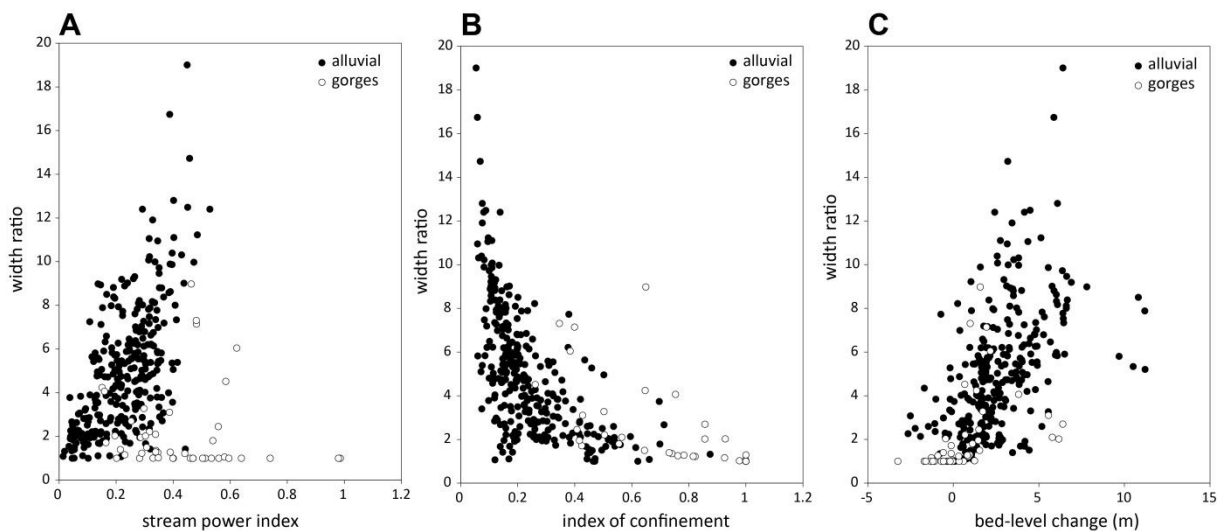 A
20
18
16
14
12
10
8
6
4
2
0
width ratio
alluvial
gorges
0 0.2 0.4 0.6 0.8 1 1.2
stream power index
B
20
18
16
14
12
10
8
6
4
2
0
width ratio
alluvial
gorges
0 0.2 0.4 0.6 0.8 1 1.2
index of confinement
C
20
18
16
14
12
10
8
6
4
2
0
width ratio
alluvial
gorges
-5 0 5 10 15
bed-level change (m)